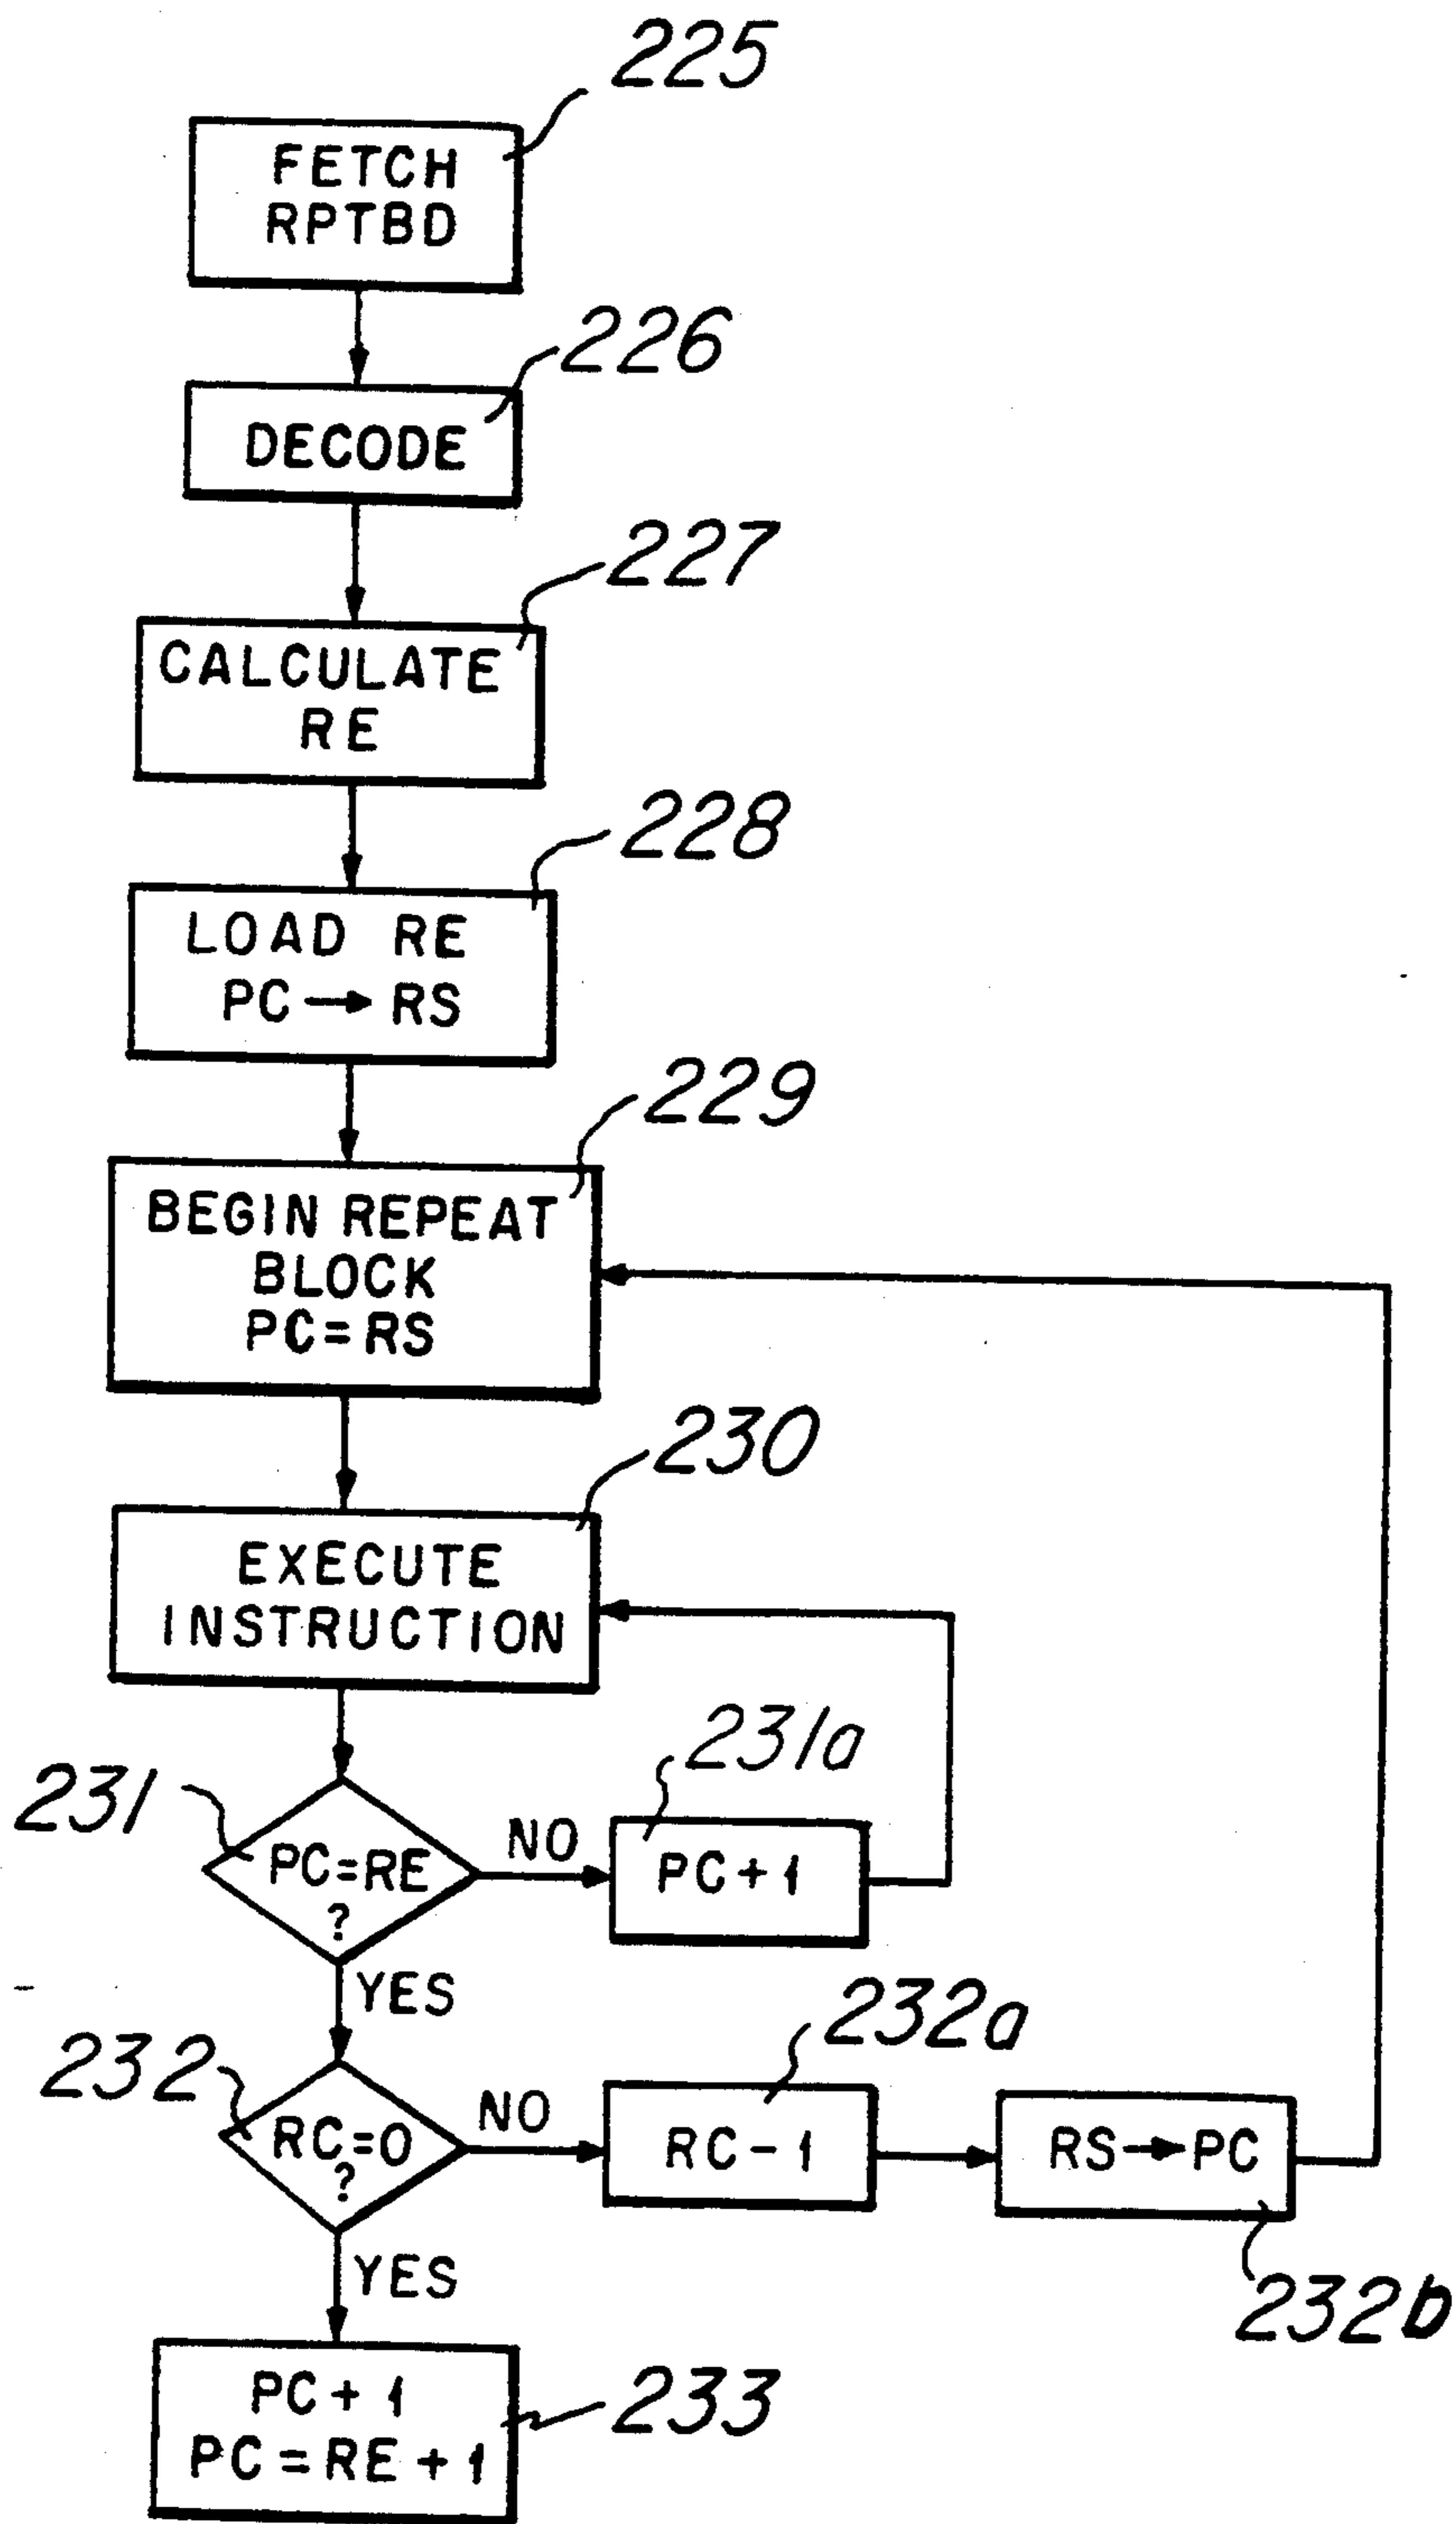 225
FETCH
RPTBD
226
DECODE
227
CALCULATE
RE
228
LOAD RE
PC → RS
229
BEGIN REPEAT
BLOCK
PC=RS
230
EXECUTE
INSTRUCTION
231
PC=RE
?
NO
231a
PC+1
YES
232
RC=0
?
NO
232a
RC-1
RS→PC
232b
YES
233
PC+1
PC=RE+1